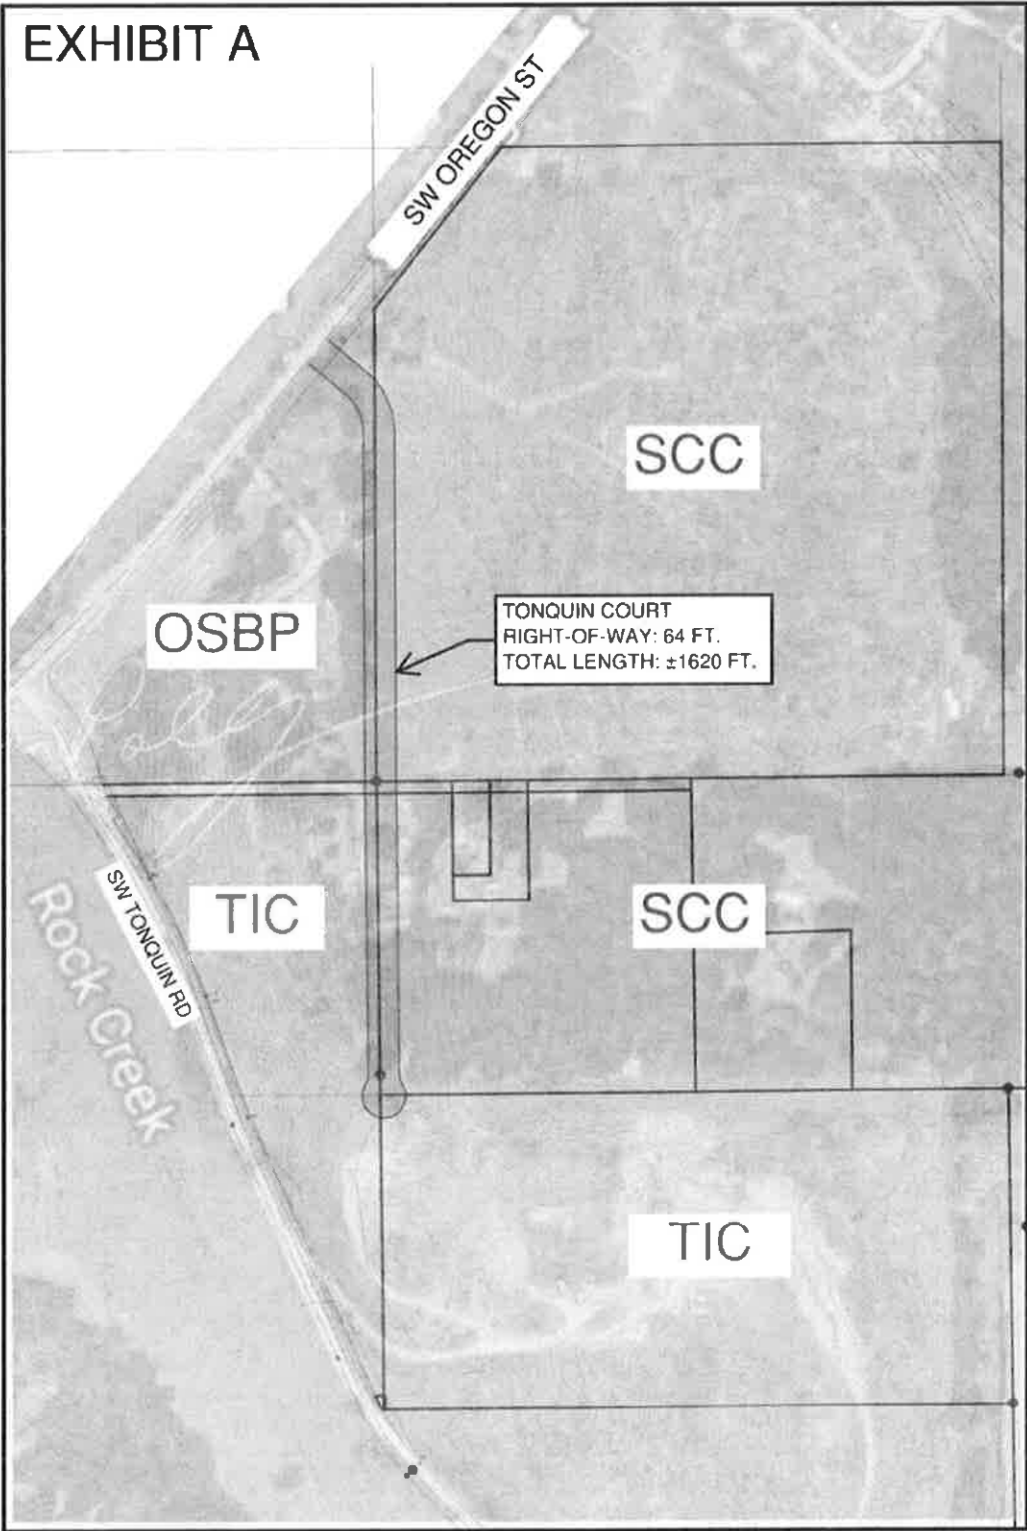 EXHIBIT A
SW OREGON ST
SCC
TONQUIN COURT
RIGHT-OF-WAY: 64 FT.
TOTAL LENGTH: ±1620 FT.
OSBP
TIC
SCC
SW TONQUIN RD
Rock Creek
TIC